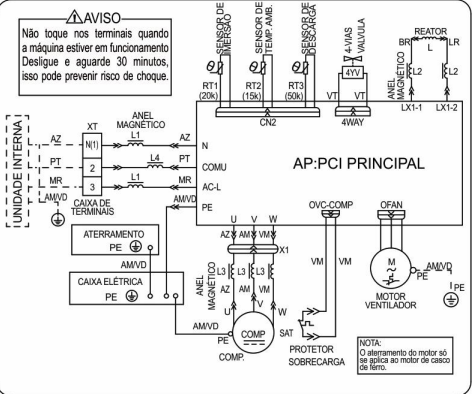 AVISO
Não toque nos terminais quando
a máquina estiver em funcionamento
Desligue e aguarde 30 minutos,
isso pode prevenir risco de choque.
SENSOR DE
IMERSÃO
SENSOR DE
TEMP. AMB.
SENSOR DE
DESCARGA
4-VIAS
VALVULA
4YV
REATOR
BR L LR
ANEL
MAGNÉTICO
L2 L2
RT1
(20k)
RT2
(15k)
RT3
(50k)
VT VT
CN2
4WAY
LX1-1 LX1-2
UNIDADE INTERNA
XT
ANEL
MAGNÉTICO
AZ N(1) L1 AZ N
PT 2 L4 PT COMU
MR 3 L1 MR AC-L
AM/VD
CAIXA DE
TERMINAIS
AM/VD PE
AP:PCI PRINCIPAL
U V W
OVC-COMP
OFAN
ATERRAMENTO
PE
AM/VD
CAIXA ELÉTRICA
PE
AZ AM VM
X1
ANEL
MAGNÉTICO
L3 L3 L3
AZ AM VM
U V W
AM/VD
PE
COMP
COMP.
VM VM
SAT
PROTETOR
SOBRECARGA
M
~
AM/VD
PE PE
MOTOR
VENTILADOR
NOTA:
O aterramento do motor só
se aplica ao motor de casco
de ferro.